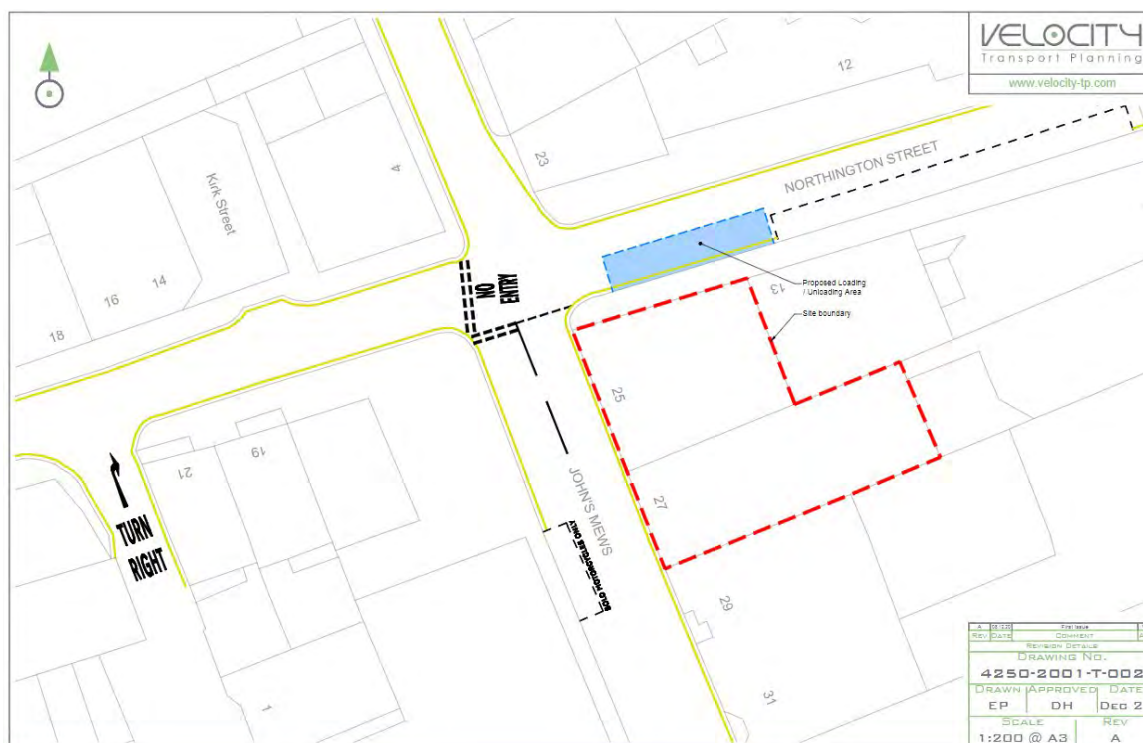 VELOCITY
Transport Planning
www.velocity-tp.com
12
NORTHINGTON STREET
23
4
Kirk Street
14
16
18
NO
ENTRY
Proposed Loading
/ Unloading Area
13
Site boundary
25
27
JOHN'S MEWS
SOLO MOTORCYCLES ONLY
19
21
TURN
RIGHT
29
31
1
A
First Issue
REV DATE COMMENT
REVISION DETAILS
DRAWING NO.
4250-2001-T-002
DRAWN APPROVED DATE
EP DH DEC 2
SCALE REV
1:200 @ A3 A